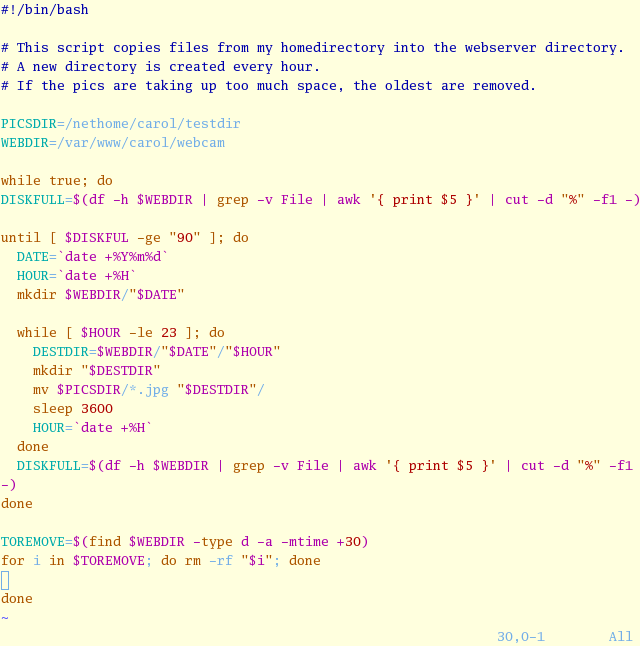 #!/bin/bash
# This script copies files from my homedirectory into the webserver directory.
# A new directory is created every hour.
# If the pics are taking up too much space, the oldest are removed.
PICSDIR=/nethome/carol/testdir
WEBDIR=/var/www/carol/webcam
while true; do
DISKFULL=$(df -h $WEBDIR | grep -v File | awk '{ print $5 }' | cut -d "%" -f1 -)
until [ $DISKFUL -ge "90" ]; do
  DATE=`date +%Y%m%d`
  HOUR=`date +%H`
  mkdir $WEBDIR/"$DATE"
  while [ $HOUR -le 23 ]; do
    DESTDIR=$WEBDIR/"$DATE"/"$HOUR"
    mkdir "$DESTDIR"
    mv $PICSDIR/*.jpg "$DESTDIR"/
    sleep 3600
    HOUR=`date +%H`
  done
  DISKFULL=$(df -h $WEBDIR | grep -v File | awk '{ print $5 }' | cut -d "%" -f1
-)
done
TOREMOVE=$(find $WEBDIR -type d -a -mtime +30)
for i in $TOREMOVE; do rm -rf "$i"; done
done
~
30,0-1 All